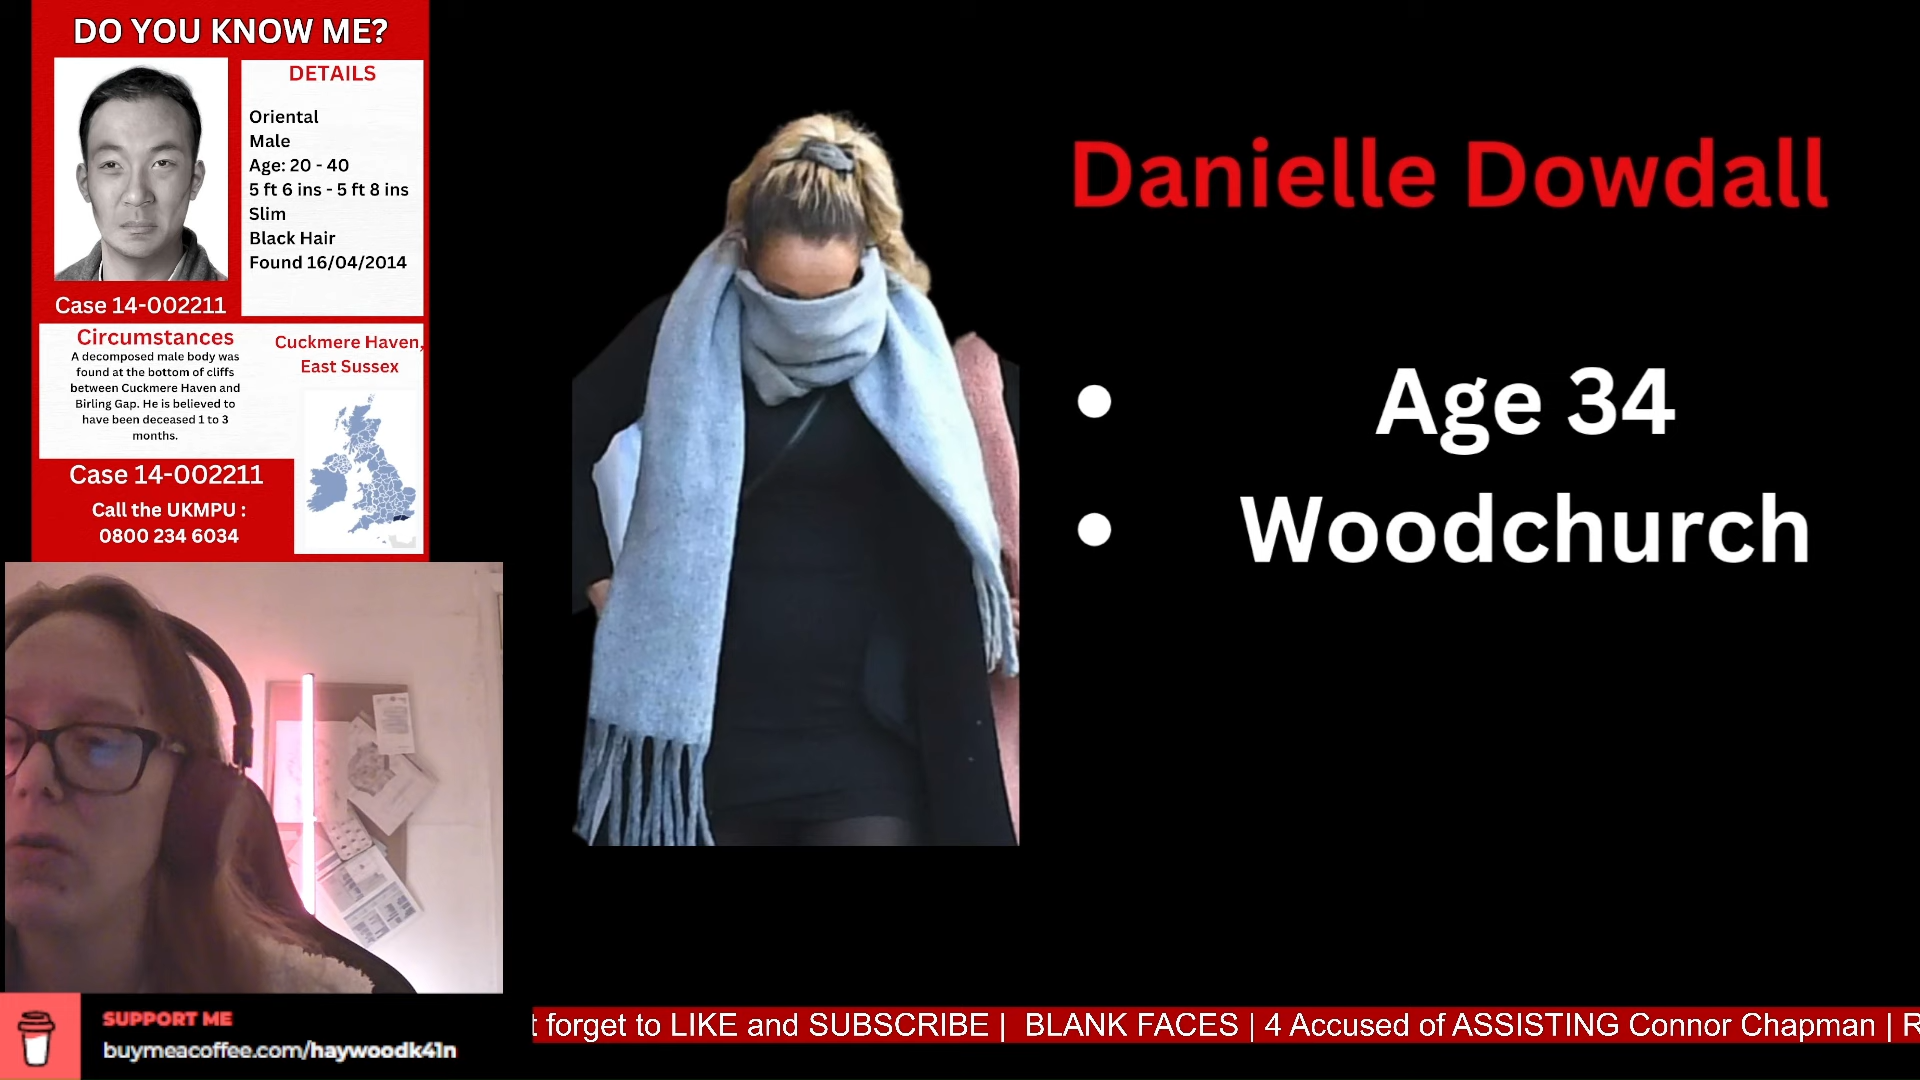 DO YOU KNOW ME?
DETAILS
Oriental
Male
Age: 20 - 40
5 ft 6 ins - 5 ft 8 ins
Slim
Black Hair
Found 16/04/2014
Case 14-002211
Circumstances
A decomposed male body was
found at the bottom of cliffs
between Cuckmere Haven and
Birling Gap. He is believed to
have been deceased 1 to 3
months.
Cuckmere Haven,
East Sussex
Case 14-002211
Call the UKMPU :
0800 234 6034
Danielle Dowdall
• Age 34
• Woodchurch
SUPPORT ME
buymeacoffee.com/haywoodk41n
t forget to LIKE and SUBSCRIBE | BLANK FACES | 4 Accused of ASSISTING Connor Chapman | R